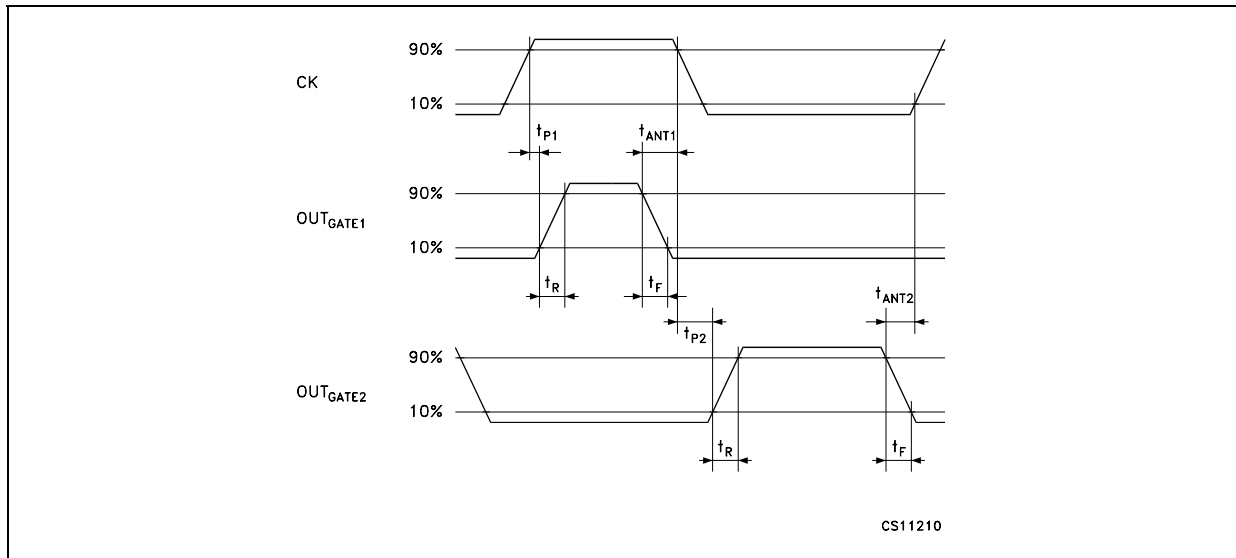 90%
CK
10%
tP1
tANT1
90%
OUTGATE1
10%
tR
tF
tANT2
tP2
90%
OUTGATE2
10%
tR
tF
CS11210